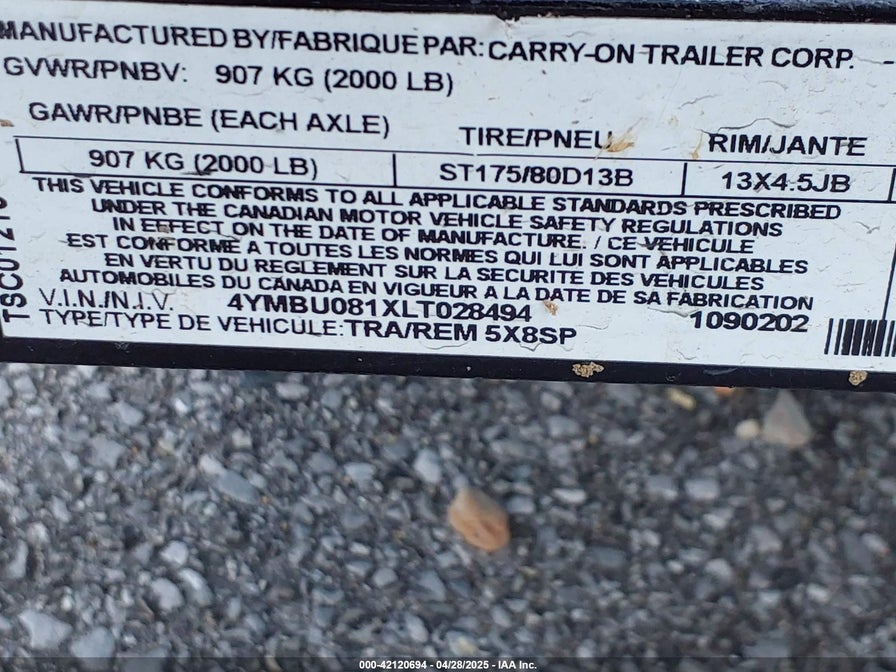 MANUFACTURED BY/FABRIQUE PAR: CARRY-ON TRAILER CORP. -
GVWR/PNBV: 907 KG (2000 LB)
GAWR/PNBE (EACH AXLE) TIRE/PNEU RIM/JANTE
907 KG (2000 LB) ST175/80D13B 13X4.5JB
THIS VEHICLE CONFORMS TO ALL APPLICABLE STANDARDS PRESCRIBED
UNDER THE CANADIAN MOTOR VEHICLE SAFETY REGULATIONS
IN EFFECT ON THE DATE OF MANUFACTURE. / CE VEHICULE
EST CONFORME A TOUTES LES NORMES QUI LUI SONT APPLICABLES
EN VERTU DU REGLEMENT SUR LA SECURITE DES VEHICULES
AUTOMOBILES DU CANADA EN VIGUEUR A LA DATE DE SA FABRICATION
V.I.N./N.I.V. 4YMBU081XLT028494 1090202
TYPE/TYPE DE VEHICULE: TRA/REM 5X8SP
000-42120694 - 04/28/2025 - IAA Inc.